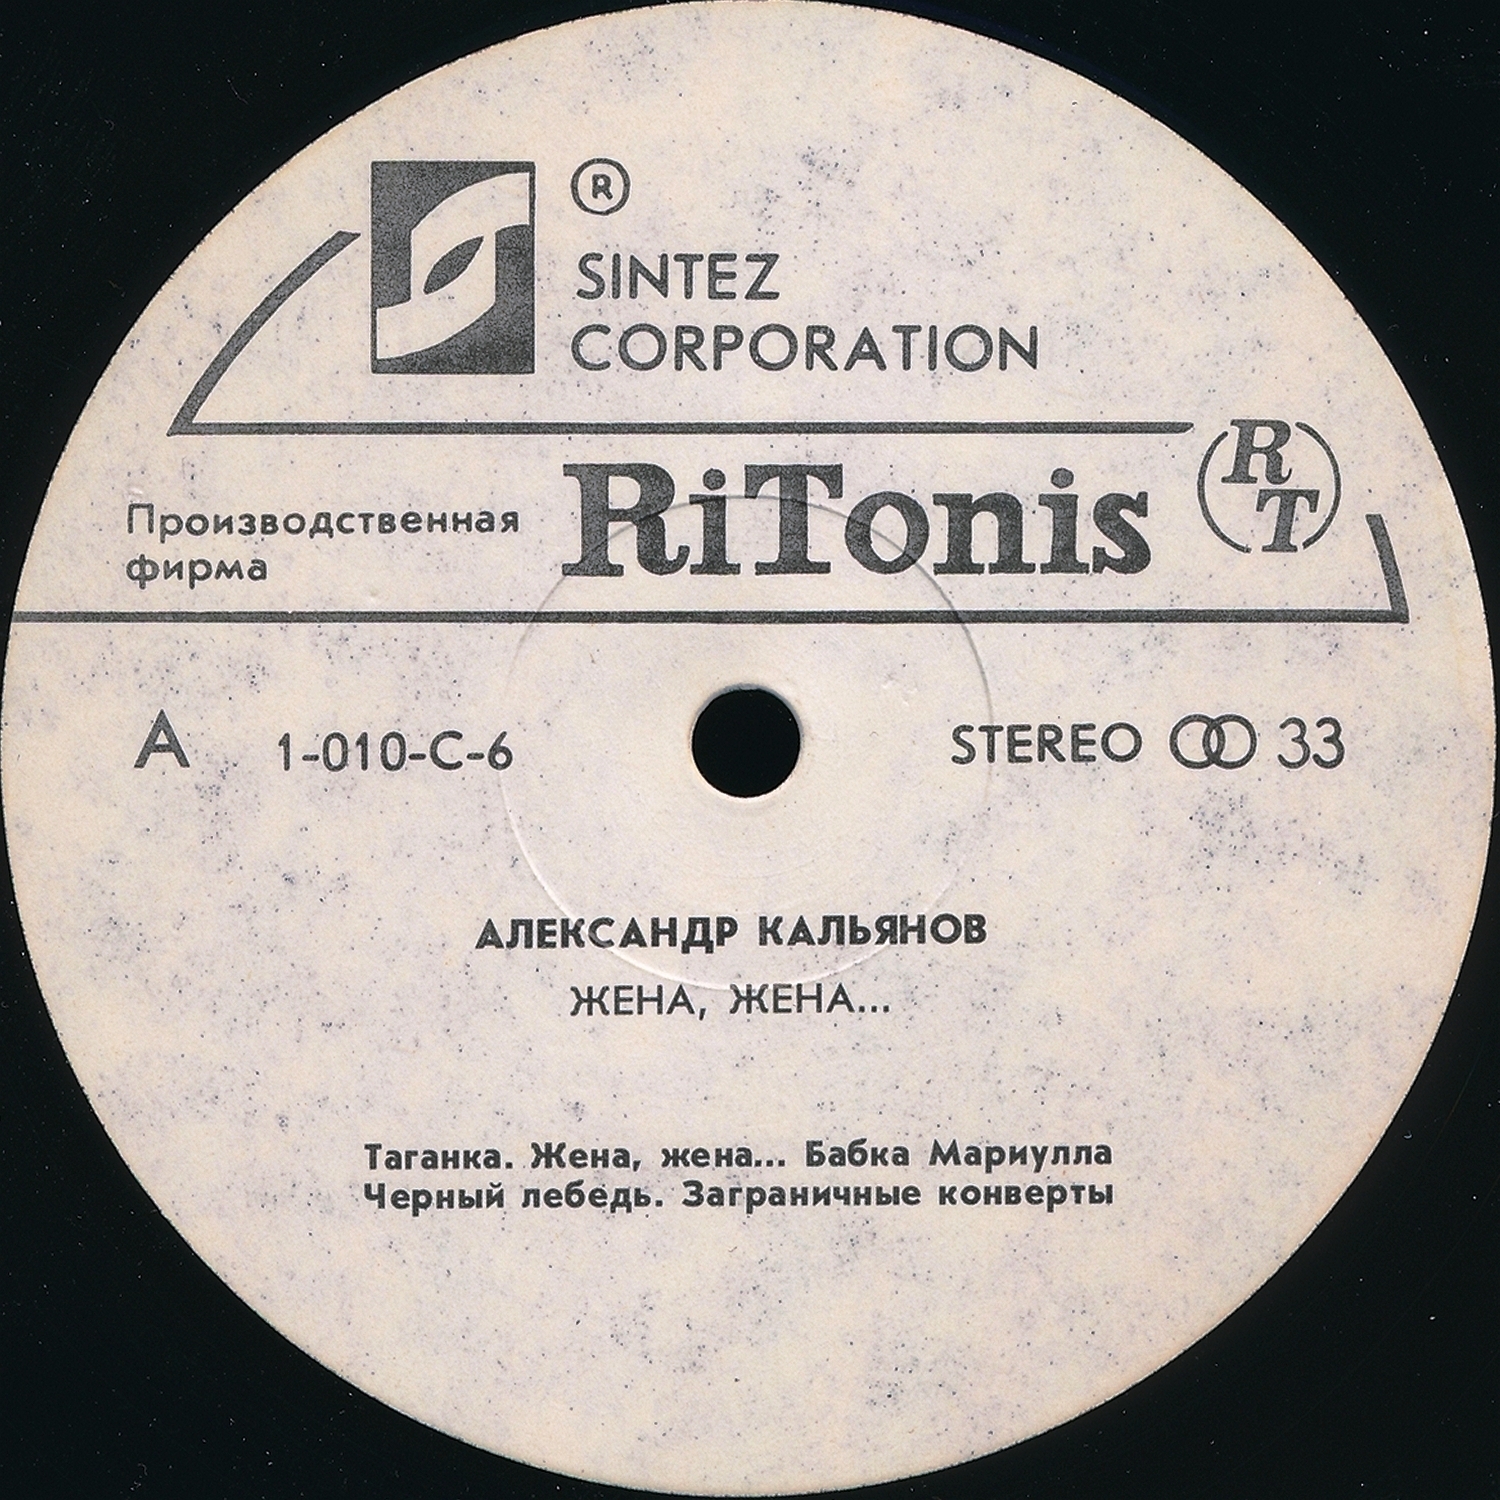 ®
SINTEZ
CORPORATION
Производственная
фирма
RiTonis
RT
A 1-010-C-6
STEREO 33
АЛЕКСАНДР КАЛЬЯНОВ
ЖЕНА, ЖЕНА...
Таганка. Жена, жена... Бабка Мариулла
Черный лебедь. Заграничные конверты